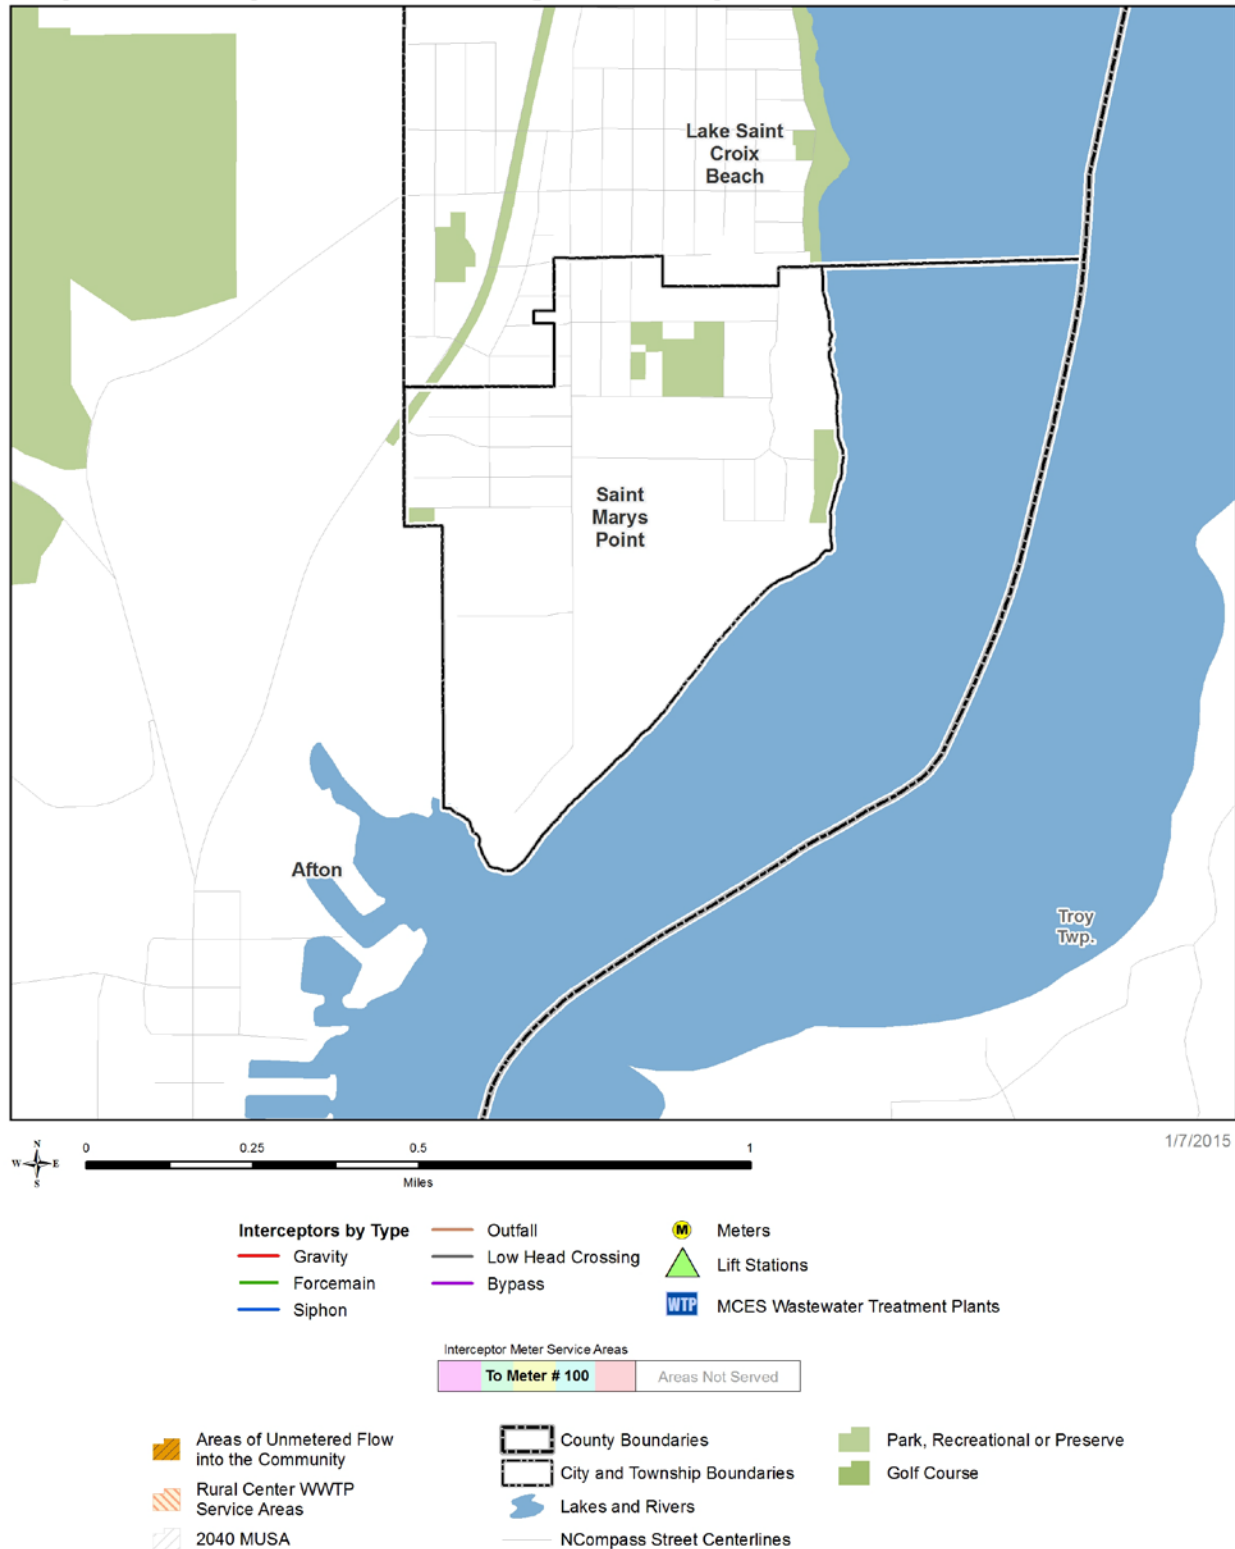 Lake Saint
Croix
Beach
Saint
Marys
Point
Afton
Troy
Twp.
1/7/2015
N
W E
S
0 0.25 0.5 1
Miles
Interceptors by Type
Gravity
Forcemain
Siphon
Outfall
Low Head Crossing
Bypass
M Meters
Lift Stations
WTP MCES Wastewater Treatment Plants
Interceptor Meter Service Areas
To Meter # 100 Areas Not Served
Areas of Unmetered Flow
into the Community
Rural Center WWTP
Service Areas
2040 MUSA
County Boundaries
City and Township Boundaries
Lakes and Rivers
NCompass Street Centerlines
Park, Recreational or Preserve
Golf Course